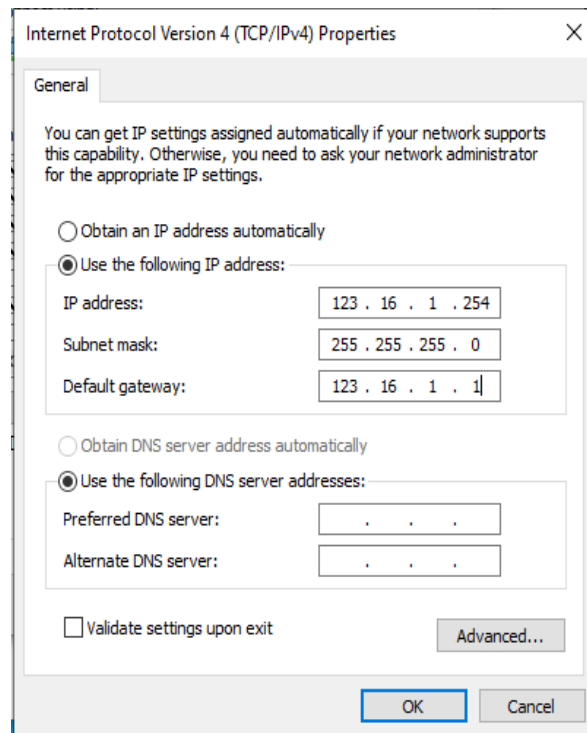 Internet Protocol Version 4 (TCP/IPv4) Properties
General
You can get IP settings assigned automatically if your network supports
this capability. Otherwise, you need to ask your network administrator
for the appropriate IP settings.
Obtain an IP address automatically
Use the following IP address:
IP address: 123 . 16 . 1 . 254
Subnet mask: 255 . 255 . 255 . 0
Default gateway: 123 . 16 . 1 . 1
Obtain DNS server address automatically
Use the following DNS server addresses:
Preferred DNS server: . . .
Alternate DNS server: . . .
Validate settings upon exit
Advanced...
OK Cancel